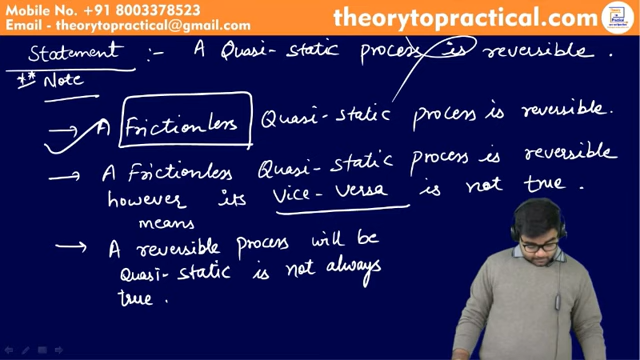 Mobile No. +91 8003378523
Email - theorytopractical@gmail.com
theorytopractical.com
Statement :- A Quasi-static process is reversible.
** Note
→ A Frictionless Quasi-static process is reversible.
→ A Frictionless Quasi-static process is reversible
however its vice-versa is not true.
means
→ A reversible process will be
Quasi-static is not always
true.